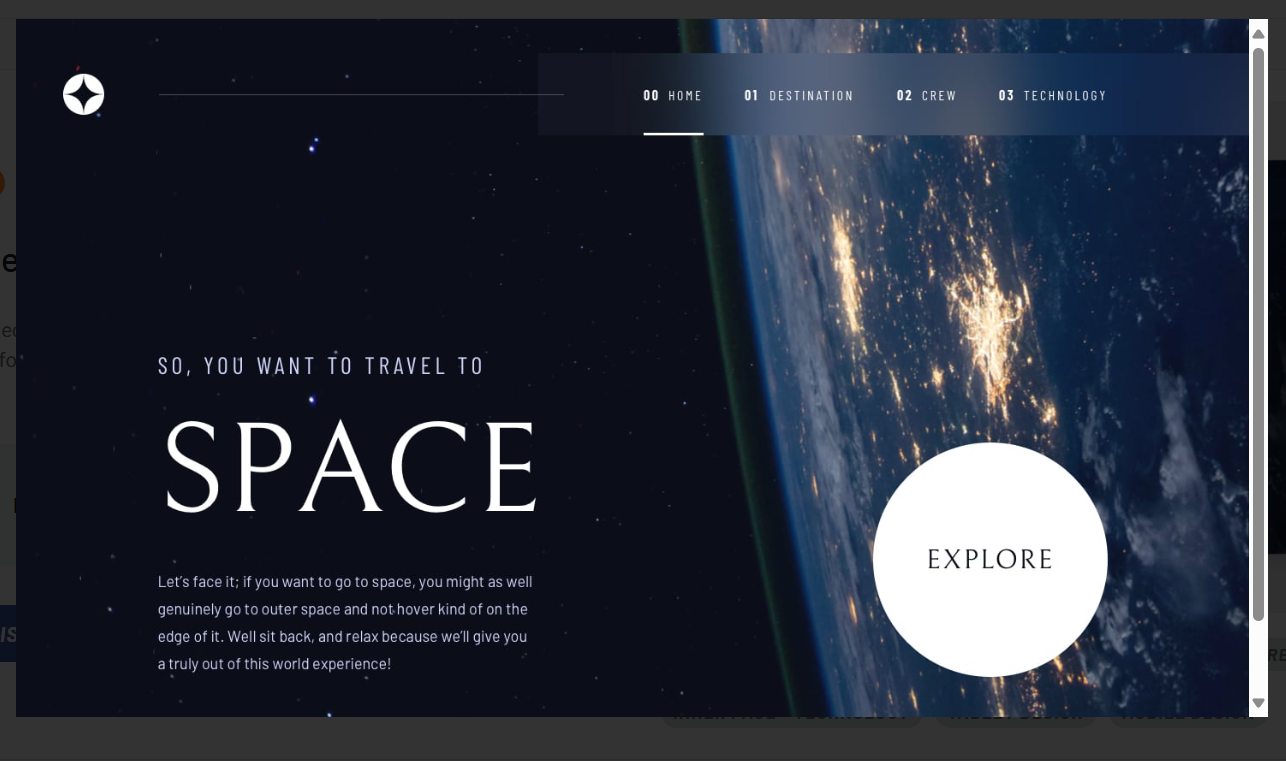 00 HOME 01 DESTINATION 02 CREW 03 TECHNOLOGY
SO, YOU WANT TO TRAVEL TO
SPACE
Let's face it; if you want to go to space, you might as well
genuinely go to outer space and not hover kind of on the
edge of it. Well sit back, and relax because we'll give you
a truly out of this world experience!
EXPLORE